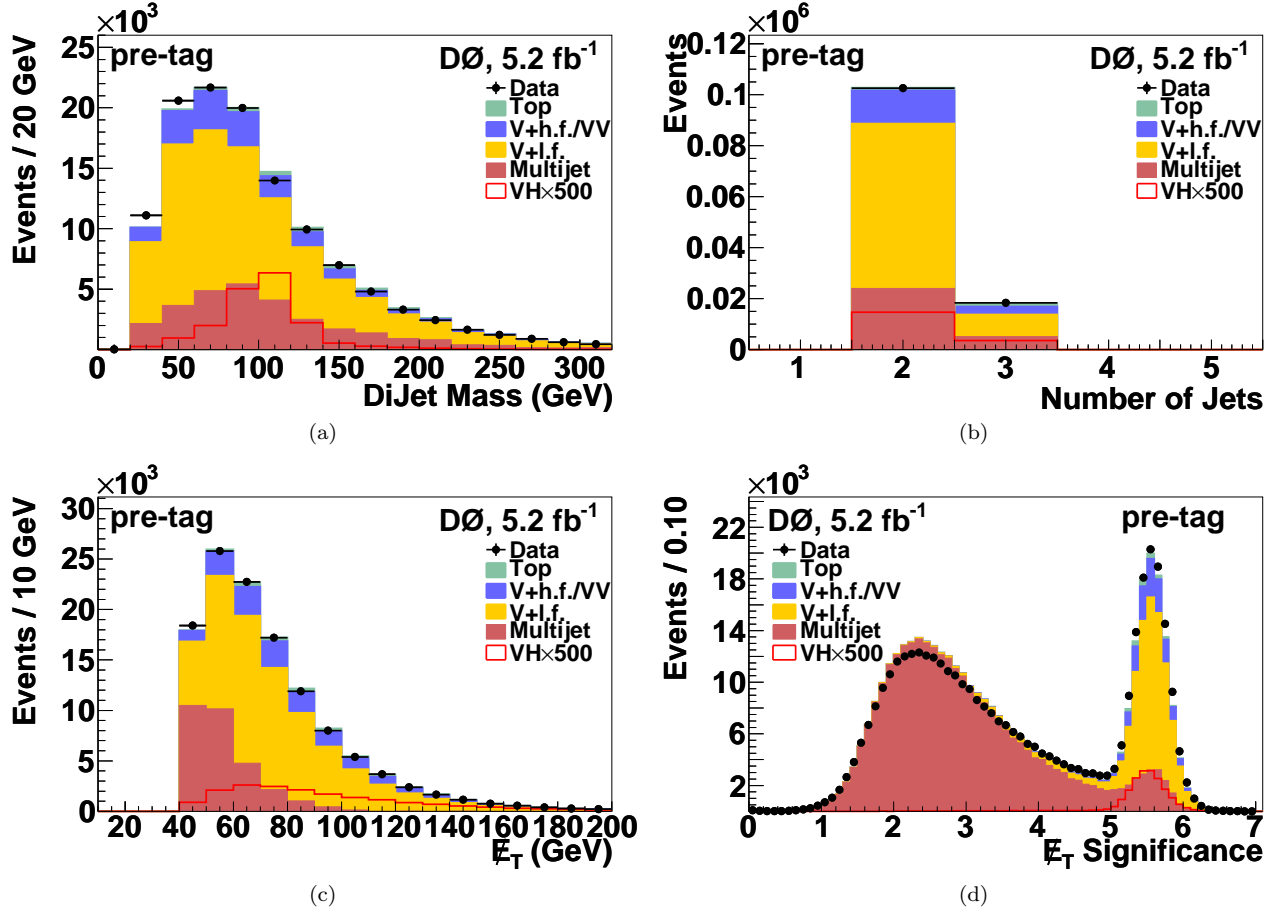 ×10³
25
20
15
10
5
0
0 50 100 150 200 250 300
Events / 20 GeV
DiJet Mass (GeV)
pre-tag
DØ, 5.2 fb⁻¹
Data
Top
V+h.f./VV
V+l.f.
Multijet
VH×500
(a)
×10⁶
0.12
0.1
0.08
0.06
0.04
0.02
0
1 2 3 4 5
Events
Number of Jets
pre-tag
DØ, 5.2 fb⁻¹
Data
Top
V+h.f./VV
V+l.f.
Multijet
VH×500
(b)
×10³
30
25
20
15
10
5
0
20 40 60 80 100 120 140 160 180 200
Events / 10 GeV
E̸_T (GeV)
pre-tag
DØ, 5.2 fb⁻¹
Data
Top
V+h.f./VV
V+l.f.
Multijet
VH×500
(c)
×10³
22
18
14
10
6
2
0 1 2 3 4 5 6 7
Events / 0.10
E̸_T Significance
DØ, 5.2 fb⁻¹
pre-tag
Data
Top
V+h.f./VV
V+l.f.
Multijet
VH×500
(d)